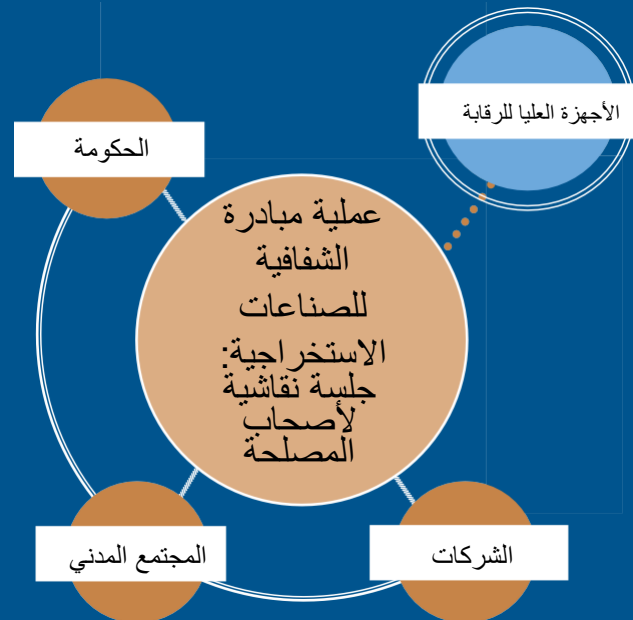 الأجهزة العليا للرقابة
الحكومة
عملية مبادرة
الشفافية
للصناعات
الاستخراجية:
جلسة نقاشية
لأصحاب
المصلحة
الشركات
المجتمع المدني